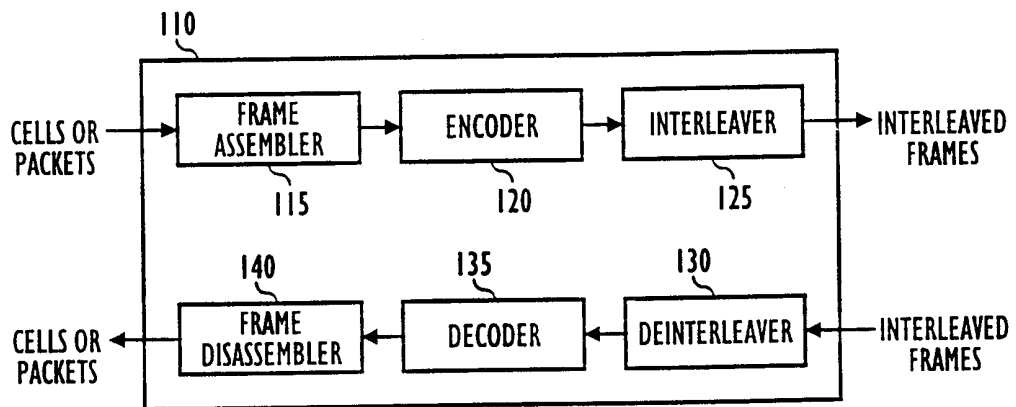 110
CELLS OR
PACKETS
FRAME
ASSEMBLER
115
ENCODER
120
INTERLEAVER
125
INTERLEAVED
FRAMES
140
135
130
CELLS OR
PACKETS
FRAME
DISASSEMBLER
DECODER
DEINTERLEAVER
INTERLEAVED
FRAMES